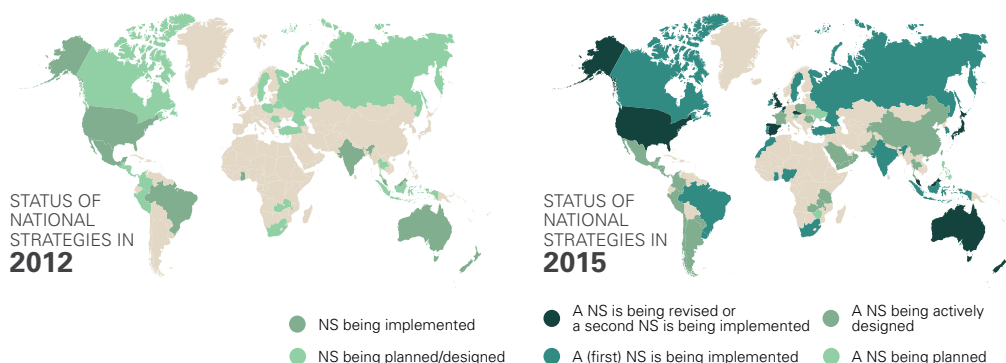 STATUS OF
NATIONAL
STRATEGIES IN
2012
NS being implemented
NS being planned/designed
STATUS OF
NATIONAL
STRATEGIES IN
2015
A NS is being revised or
a second NS is being implemented
A (first) NS is being implemented
A NS being actively
designed
A NS being planned